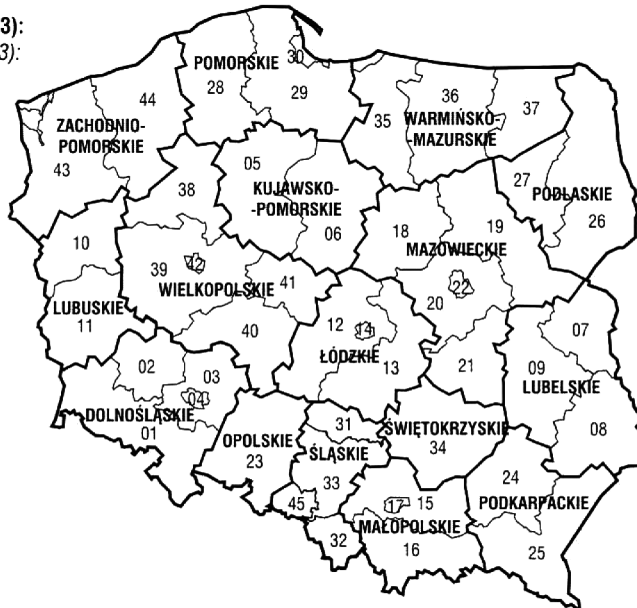 3):
3):
POMORSKIE
30
28
29
44
ZACHODNIO-
POMORSKIE
43
36
35
37
WARMIŃSKO-
MAZURSKIE
05
KUJAWSKO-
-POMORSKIE
06
38
27
PODLASKIE
26
19
18
MAZOWIECKIE
20
22
21
10
LUBUSKIE
11
39
42
41
WIELKOPOLSKIE
40
12
14
ŁÓDZKIE
13
07
09
LUBELSKIE
08
02
03
04
DOLNOŚLĄSKIE
01
OPOLSKIE
23
31
ŚLĄSKIE
33
45
32
ŚWIĘTOKRZYSKIE
34
24
PODKARPACKIE
25
15
17
MAŁOPOLSKIE
16